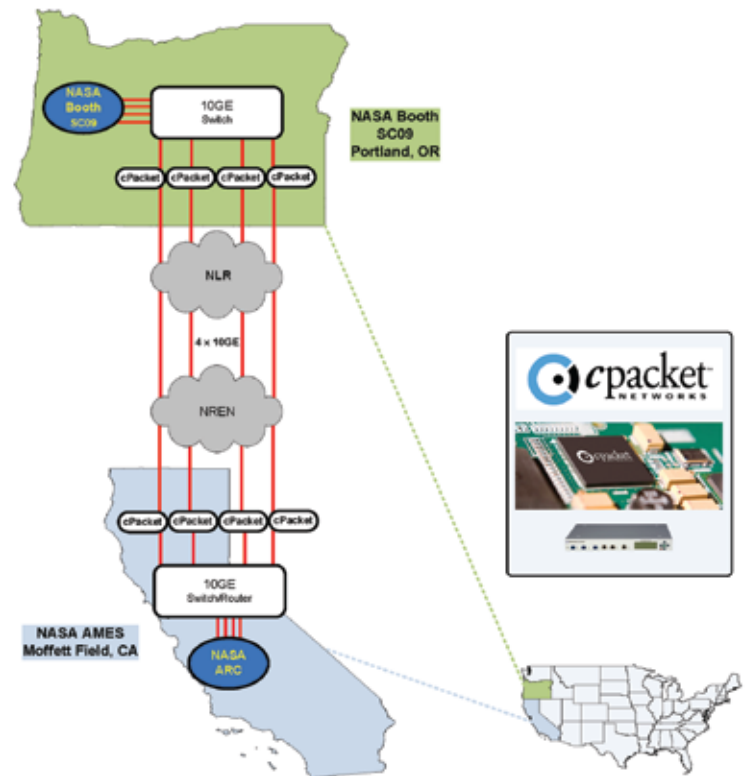 NASA
Booth
SC09
10GE
Switch
NASA Booth
SC09
Portland, OR
cPacket
cPacket
cPacket
cPacket
NLR
4 x 10GE
NREN
cpacket™
NETWORKS
cpacket
cPacket
cPacket
cPacket
cPacket
10GE
Switch/Router
NASA AMES
Moffett Field, CA
NASA
ARC